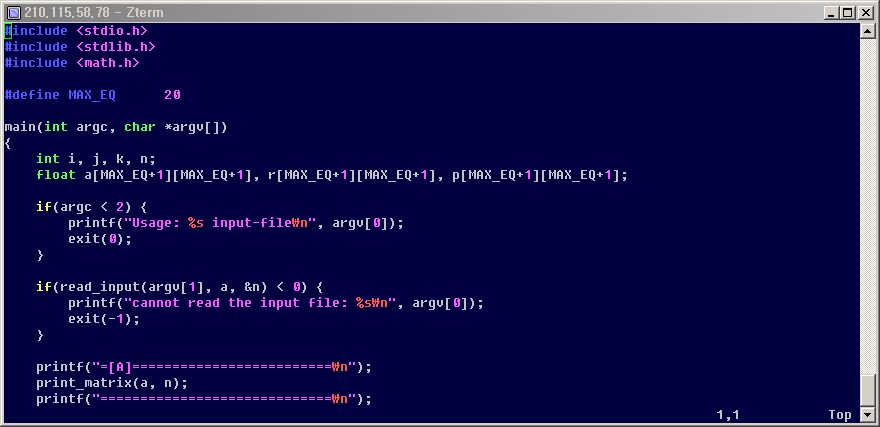 210.115.58.78 - Zterm
#include <stdio.h>
#include <stdlib.h>
#include <math.h>
#define MAX_EQ      20
main(int argc, char *argv[])
{
    int i, j, k, n;
    float a[MAX_EQ+1][MAX_EQ+1], r[MAX_EQ+1][MAX_EQ+1], p[MAX_EQ+1][MAX_EQ+1];
    if(argc < 2) {
        printf("Usage: %s input-file₩n", argv[0]);
        exit(0);
    }
    if(read_input(argv[1], a, &n) < 0) {
        printf("cannot read the input file: %s₩n", argv[0]);
        exit(-1);
    }
    printf("=[A]=========================₩n");
    print_matrix(a, n);
    printf("=============================₩n");
1,1           Top